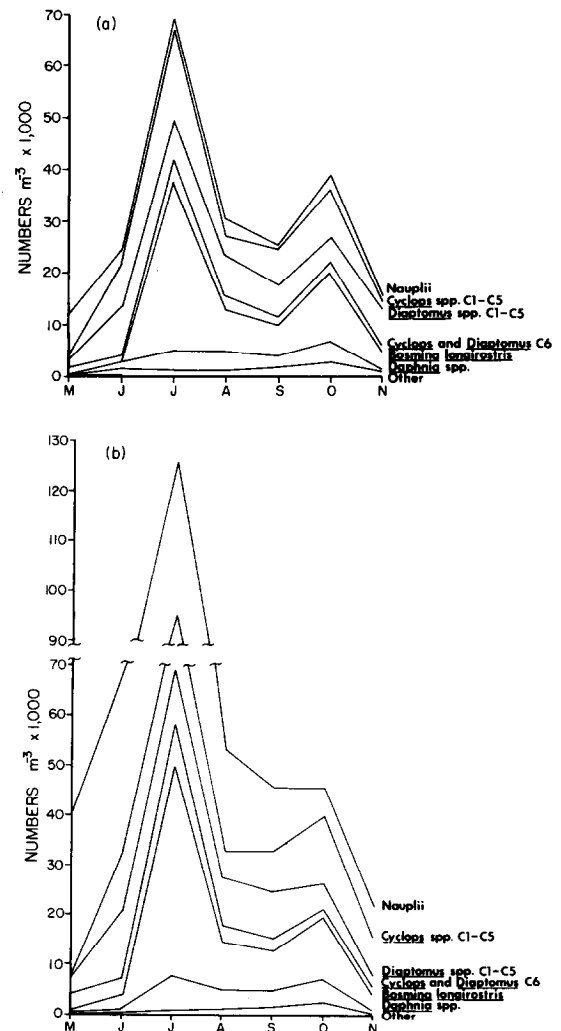 (a)
70
60
50
40
30
20
10
0
NUMBERS m-3 x 1,000
Nauplii
Cyclops spp. C1-C5
Diaptomus spp. C1-C5
Cyclops and Diaptomus C6
Bosmina longirostris
Daphnia spp.
Other
M J J A S O N
(b)
130
120
110
100
90
70
60
50
40
30
20
10
0
NUMBERS m-3 x 1,000
Nauplii
Cyclops spp. C1-C5
Diaptomus spp. C1-C5
Cyclops and Diaptomus C6
Bosmina longirostris
Daphnia spp.
Other
M J J A S O N